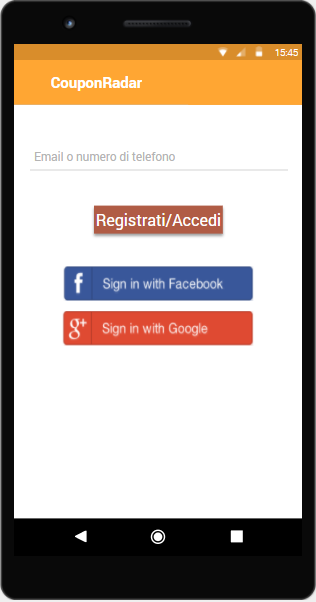 15:45
CouponRadar
Email o numero di telefono
Registrati/Accedi
f Sign in with Facebook
g+ Sign in with Google